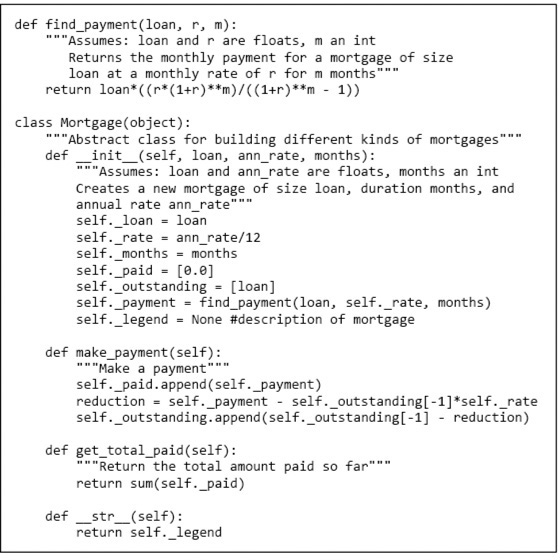 def find_payment(loan, r, m):
    """Assumes: loan and r are floats, m an int
       Returns the monthly payment for a mortgage of size
       loan at a monthly rate of r for m months"""
    return loan*((r*(1+r)**m)/((1+r)**m - 1))

class Mortgage(object):
    """Abstract class for building different kinds of mortgages"""
    def __init__(self, loan, ann_rate, months):
        """Assumes: loan and ann_rate are floats, months an int
        Creates a new mortgage of size loan, duration months, and
        annual rate ann_rate"""
        self._loan = loan
        self._rate = ann_rate/12
        self._months = months
        self._paid = [0.0]
        self._outstanding = [loan]
        self._payment = find_payment(loan, self._rate, months)
        self._legend = None #description of mortgage

    def make_payment(self):
        """Make a payment"""
        self._paid.append(self._payment)
        reduction = self._payment - self._outstanding[-1]*self._rate
        self._outstanding.append(self._outstanding[-1] - reduction)

    def get_total_paid(self):
        """Return the total amount paid so far"""
        return sum(self._paid)

    def __str__(self):
        return self._legend